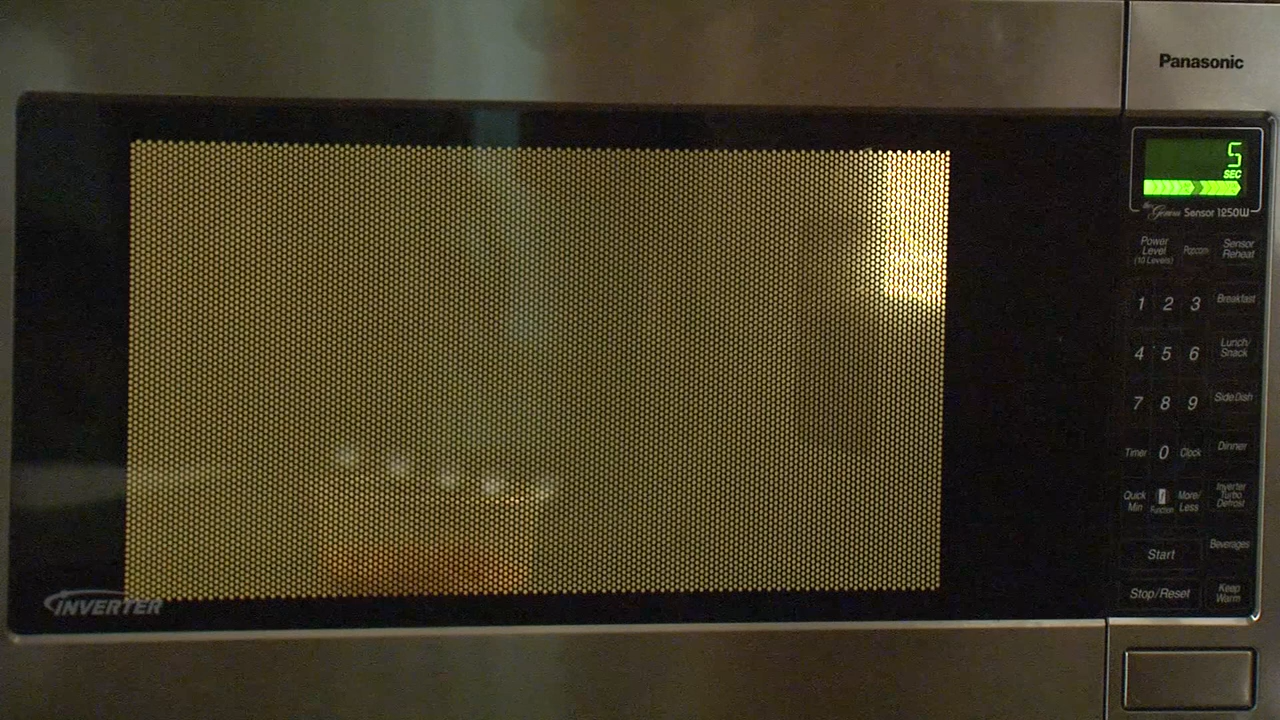 Panasonic
5
SEC
the Genius Sensor 1250W
Power Level (10 Levels)
Popcorn
Sensor Reheat
1 2 3
Breakfast
4 5 6
Lunch/ Snack
7 8 9
Side Dish
Timer 0 Clock
Dinner
Quick Min
Function
More/ Less
Inverter Turbo Defrost
Start
Beverages
Stop/Reset
Keep Warm
INVERTER